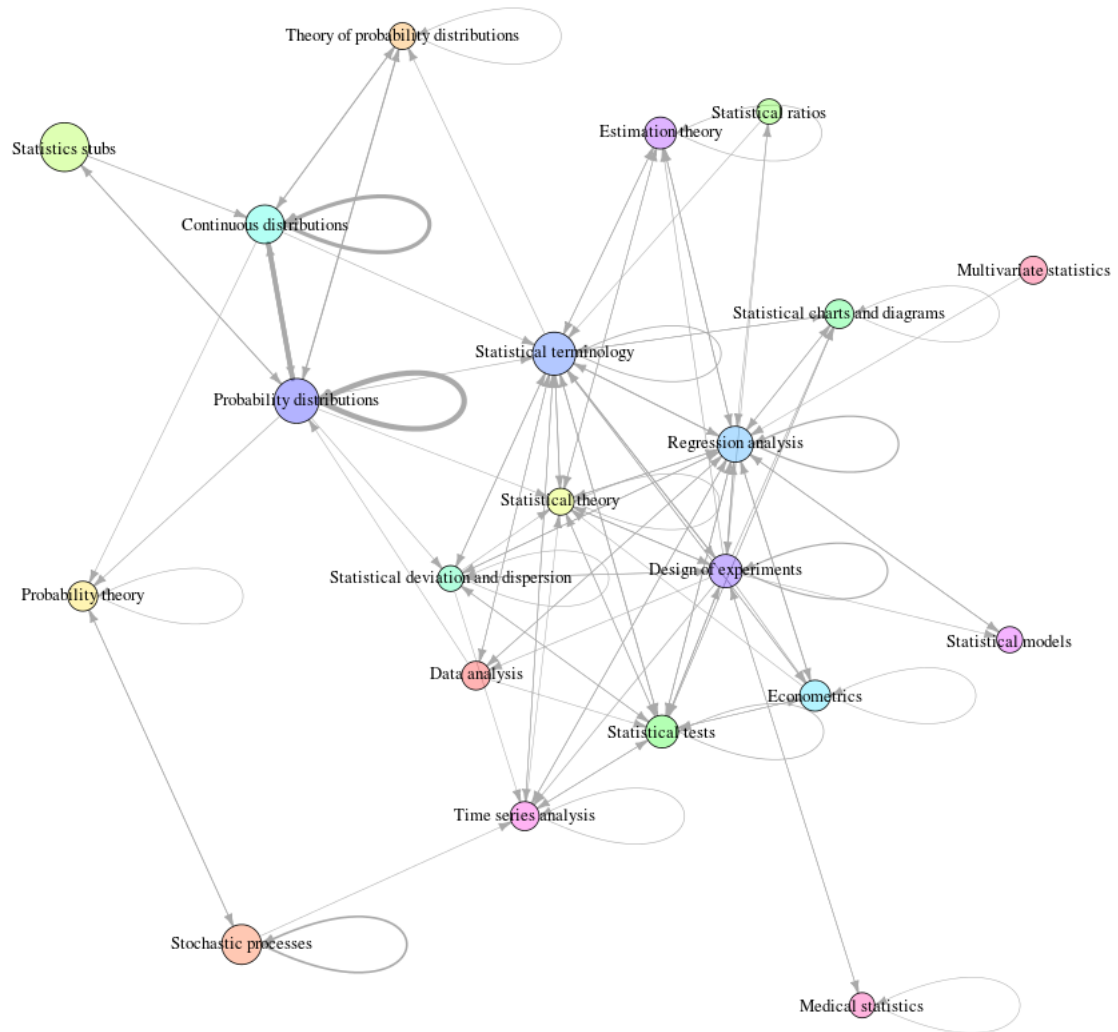 Theory of probability distributions
Statistical ratios
Estimation theory
Statistics stubs
Continuous distributions
Multivariate statistics
Statistical charts and diagrams
Statistical terminology
Probability distributions
Regression analysis
Statistical theory
Design of experiments
Statistical deviation and dispersion
Probability theory
Statistical models
Data analysis
Econometrics
Statistical tests
Time series analysis
Stochastic processes
Medical statistics